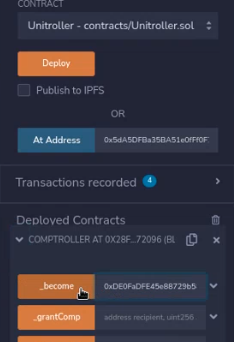 CONTRACT
Unitroller - contracts/Unitroller.sol
Deploy
Publish to IPFS
OR
At Address
Transactions recorded 4
Deployed Contracts
COMPTROLLER AT 0X28F...72096 (BL
_become 0xDE0FaDFE45e88729b5
_grantComp address recipient, uint256